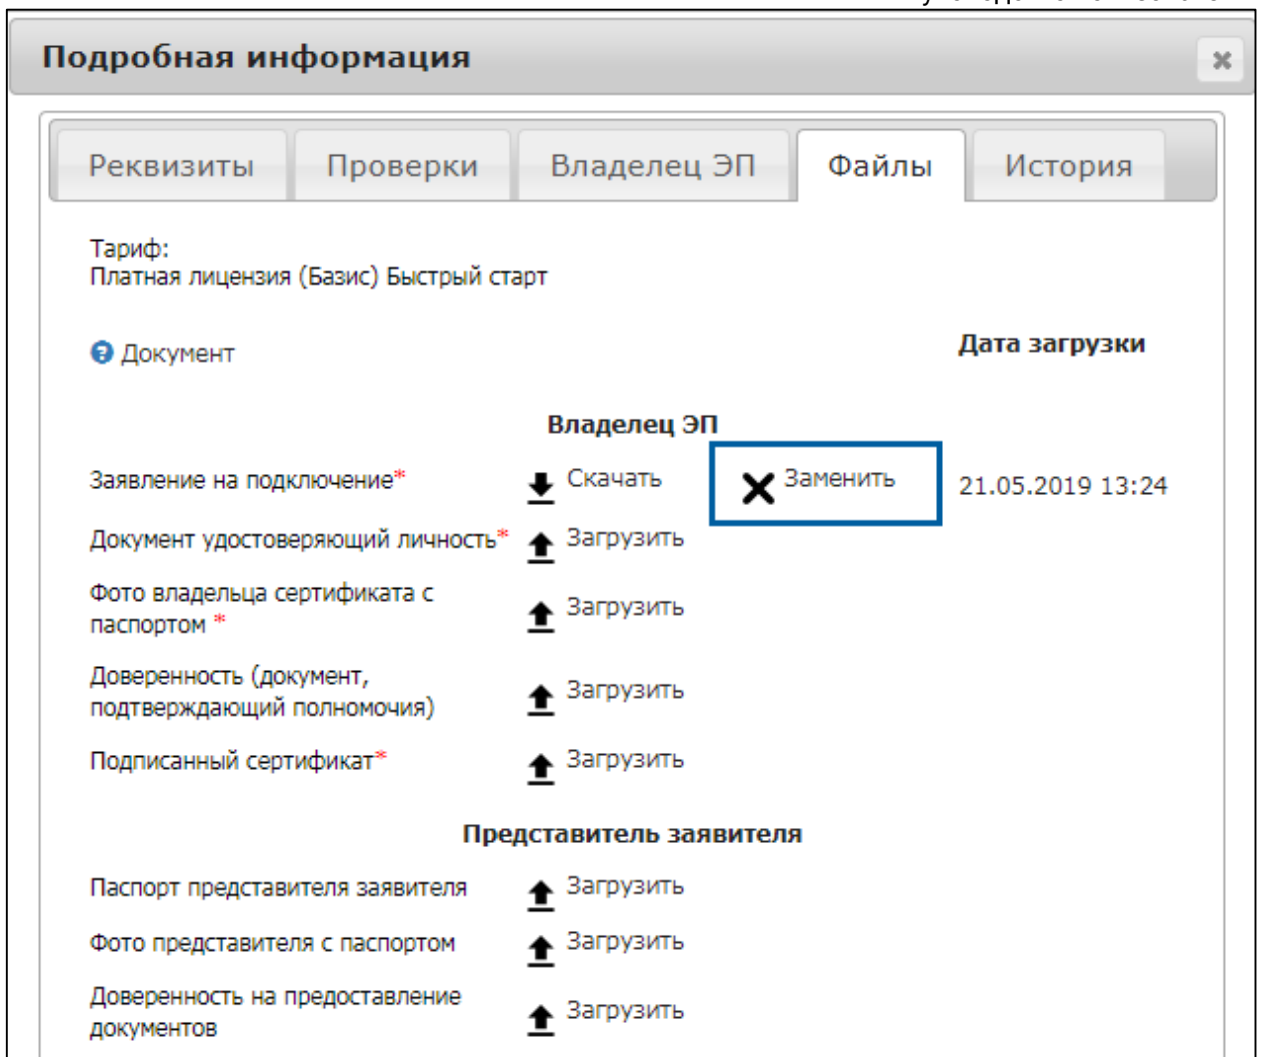 Подробная информация
Реквизиты Проверки Владелец ЭП Файлы История
Тариф:
Платная лицензия (Базис) Быстрый старт
Документ Дата загрузки
Владелец ЭП
Заявление на подключение* Скачать Заменить 21.05.2019 13:24
Документ удостоверяющий личность* Загрузить
Фото владельца сертификата с
паспортом * Загрузить
Доверенность (документ,
подтверждающий полномочия) Загрузить
Подписанный сертификат* Загрузить
Представитель заявителя
Паспорт представителя заявителя Загрузить
Фото представителя с паспортом Загрузить
Доверенность на предоставление
документов Загрузить